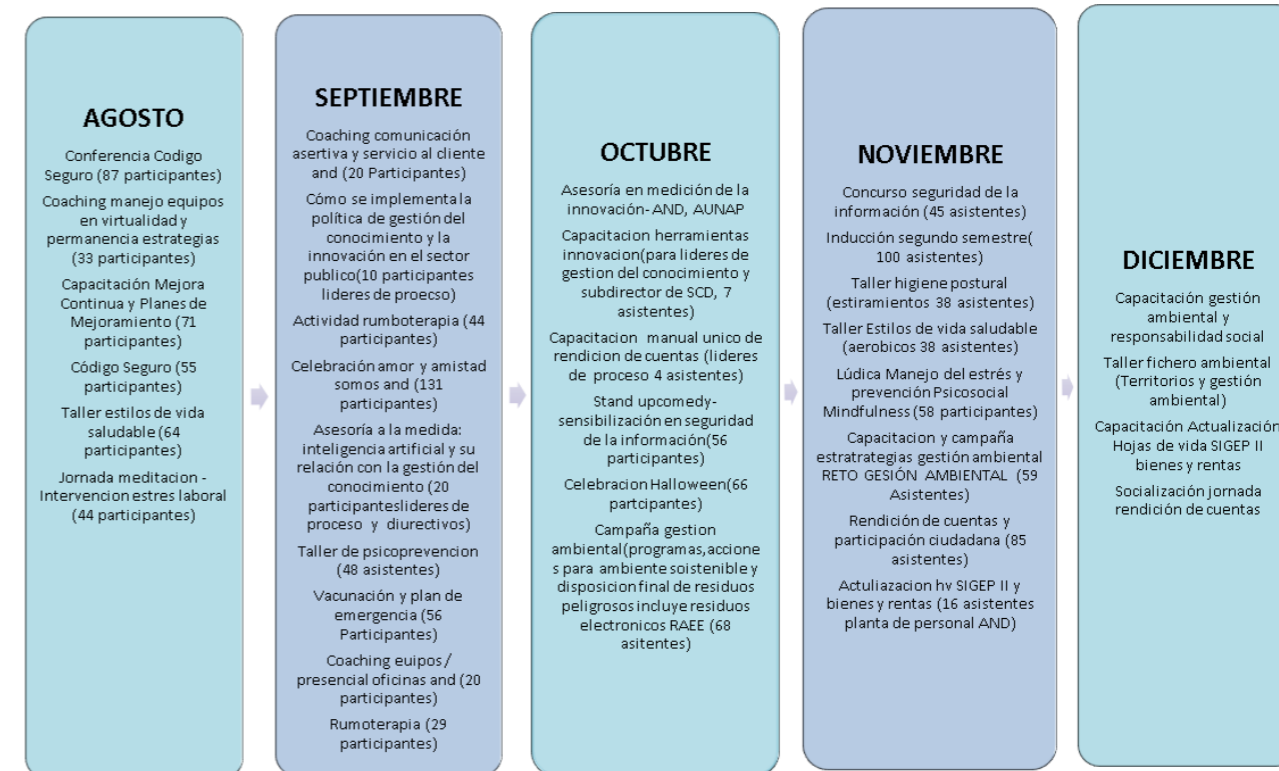 AGOSTO
Conferencia Codigo
Seguro (87 participantes)
Coaching manejo equipos
en virtualidad y
permanencia estrategias
(33 participantes)
Capacitación Mejora
Continua y Planes de
Mejoramiento (71
participantes)
Código Seguro (55
participantes)
Taller estilos de vida
saludable (64
participantes)
Jornada meditacion -
Intervencion estres laboral
(44 participantes)
SEPTIEMBRE
Coaching comunicación
asertiva y servicio al cliente
and (20 Participantes)
Cómo se implementa la
política de gestión del
conocimiento y la
innovación en el sector
publico(10 participantes
lideres de proecso)
Actividad rumboterapia (44
participantes)
Celebración amor y amistad
somos and (131
participantes)
Asesoría a la medida:
inteligencia artificial y su
relación con la gestión del
conocimiento (20
participanteslideres de
proceso y diurectivos)
Taller de psicoprevencion
(48 asistentes)
Vacunación y plan de
emergencia (56
Participantes)
Coaching euipos /
presencial oficinas and (20
participantes)
Rumoterapia (29
participantes)
OCTUBRE
Asesoría en medición de la
innovación- AND, AUNAP
Capacitacion herramientas
innovacion(para lideres de
gestion del conocimiento y
subdirector de SCD, 7
asistentes)
Capacitacion manual unico de
rendicion de cuentas (lideres
de proceso 4 asistentes)
Stand upcomedy-
sensibilización en seguridad
de la información(56
participantes)
Celebracion Halloween(66
partcipantes)
Campaña gestion
ambiental(programas,accione
s para ambiente soistenible y
disposicion final de residuos
peligrosos incluye residuos
electronicos RAEE (68
asitentes)
NOVIEMBRE
Concurso seguridad de la
información (45 asistentes)
Inducción segundo semestre(
100 asistentes)
Taller higiene postural
(estiramientos 38 asistentes)
Taller Estilos de vida saludable
(aerobicos 38 asistentes)
Lúdica Manejo del estrés y
prevención Psicosocial
Mindfulness (58 participantes)
Capacitacion y campaña
estratrategias gestión ambiental
RETO GESIÓN AMBIENTAL (59
Asistentes)
Rendición de cuentas y
participación ciudadana (85
asistentes)
Actuliazacion hv SIGEP II y
bienes y rentas (16 asistentes
planta de personal AND)
DICIEMBRE
Capacitación gestión
ambiental y
responsabilidad social
Taller fichero ambiental
(Territorios y gestión
ambiental)
Capacitación Actualización
Hojas de vida SIGEP II
bienes y rentas
Socialización jornada
rendición de cuentas